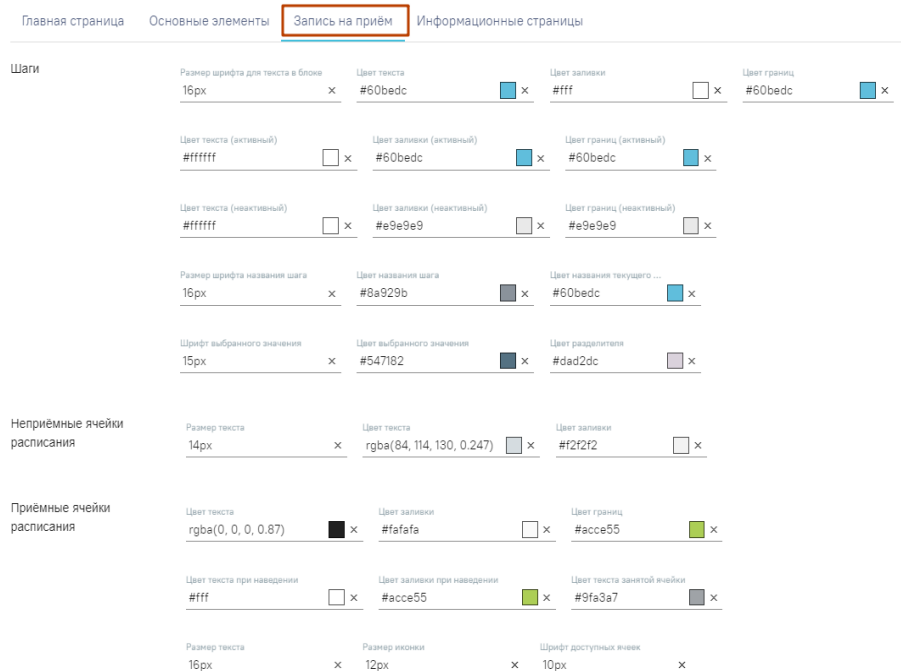 Главная страница Основные элементы Запись на приём Информационные страницы
Шаги
Размер шрифта для текста в блоке Цвет текста Цвет заливки Цвет границ
16px × #60bedc × #fff × #60bedc ×
Цвет текста (активный) Цвет заливки (активный) Цвет границ (активный)
#ffffff × #60bedc × #60bedc ×
Цвет текста (неактивный) Цвет заливки (неактивный) Цвет границ (неактивный)
#ffffff × #e9e9e9 × #e9e9e9 ×
Размер шрифта названия шага Цвет названия шага Цвет названия текущего ...
16px × #8a929b × #60bedc ×
Шрифт выбранного значения Цвет выбранного значения Цвет разделителя
15px × #547182 × #dad2dc ×
Неприёмные ячейки
расписания
Размер текста Цвет текста Цвет заливки
14px × rgba(84, 114, 130, 0.247) × #f2f2f2 ×
Приёмные ячейки
расписания
Цвет текста Цвет заливки Цвет границ
rgba(0, 0, 0, 0.87) × #fafafa × #acce55 ×
Цвет текста при наведении Цвет заливки при наведении Цвет текста занятой ячейки
#fff × #acce55 × #9fa3a7 ×
Размер текста Размер иконки Шрифт доступных ячеек
16px × 12px × 10px ×